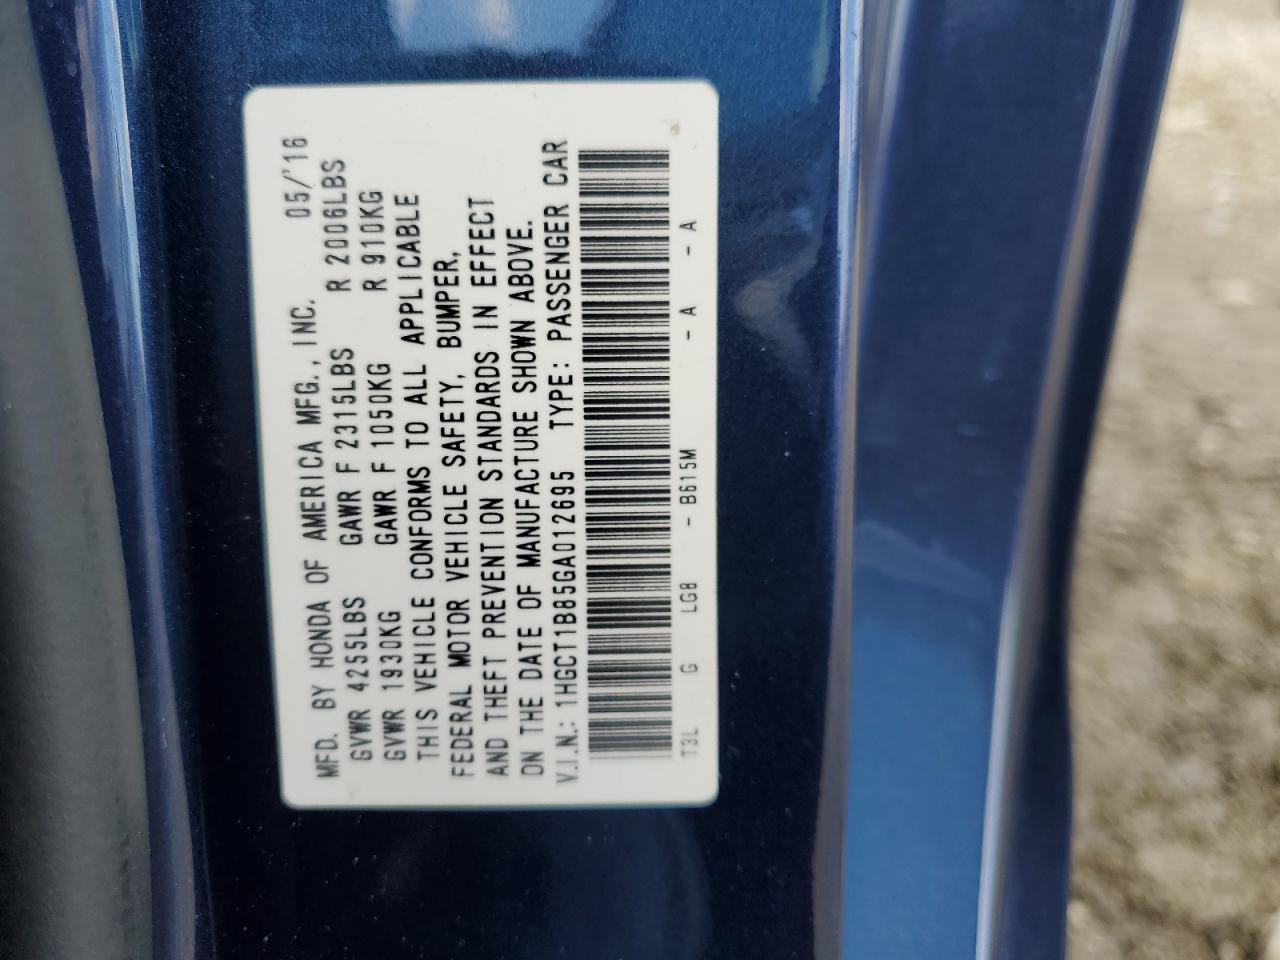 MFD. BY HONDA OF AMERICA MFG., INC. 05/'16
GVWR 4255LBS GAWR F 2315LBS R 2006LBS
GVWR 1930KG GAWR F 1050KG R 910KG
THIS VEHICLE CONFORMS TO ALL APPLICABLE
FEDERAL MOTOR VEHICLE SAFETY, BUMPER,
AND THEFT PREVENTION STANDARDS IN EFFECT
ON THE DATE OF MANUFACTURE SHOWN ABOVE.
V.I.N.: 1HGCT1B85GA012695 TYPE: PASSENGER CAR
T3L G LG8 - B615M - A - A